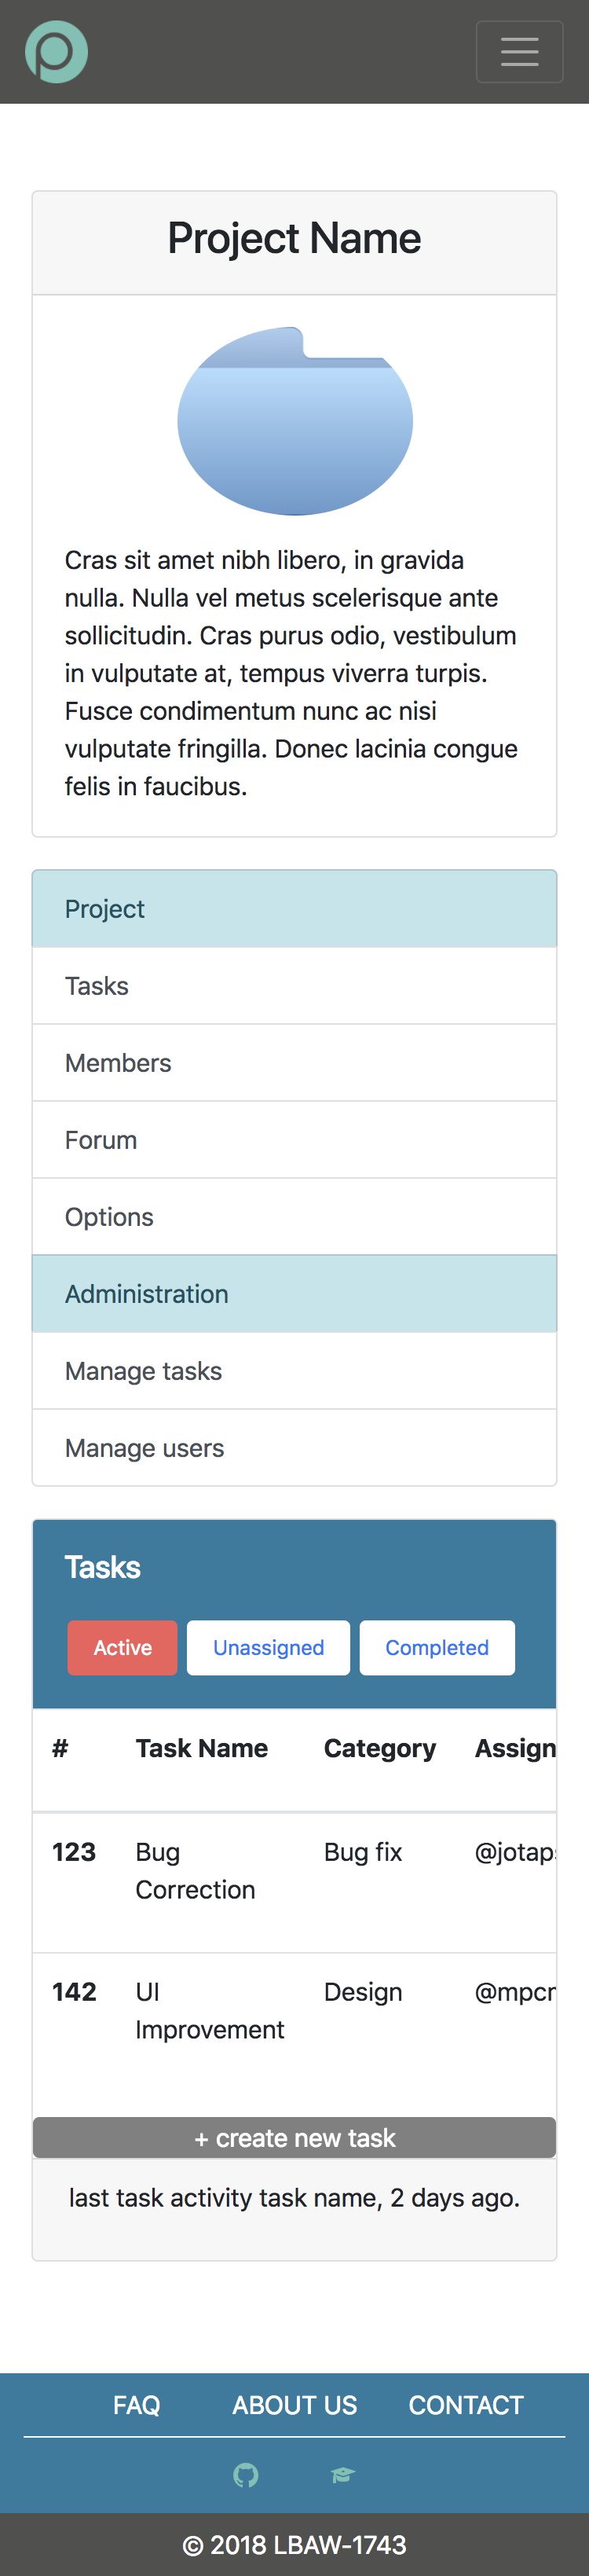 Project Name
Cras sit amet nibh libero, in gravida
nulla. Nulla vel metus scelerisque ante
sollicitudin. Cras purus odio, vestibulum
in vulputate at, tempus viverra turpis.
Fusce condimentum nunc ac nisi
vulputate fringilla. Donec lacinia congue
felis in faucibus.
Project
Tasks
Members
Forum
Options
Administration
Manage tasks
Manage users
Tasks
Active Unassigned Completed
# Task Name Category Assign
123 Bug Bug fix
Correction
142 UI Design
Improvement
+ create new task
last task activity task name, 2 days ago.
FAQ ABOUT US CONTACT
© 2018 LBAW-1743